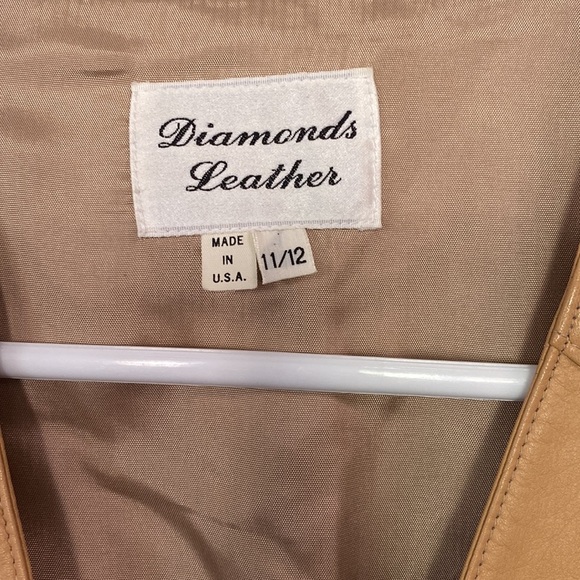 Diamonds
Leather
MADE
IN
U.S.A.
11/12